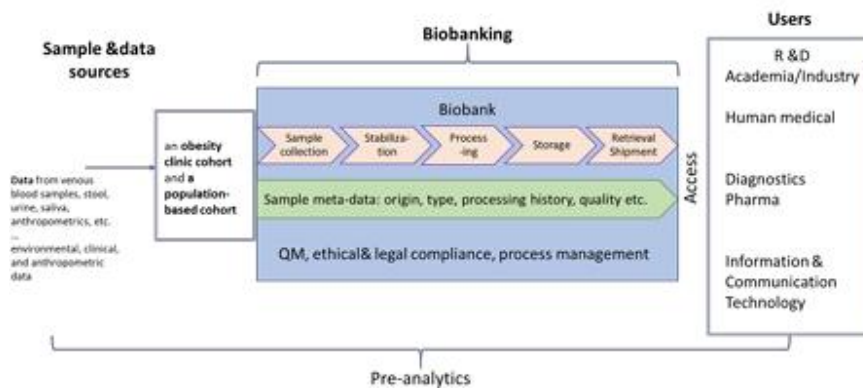 Users
Biobanking
Sample &data
sources
R &D
Academia/Industry
Human medical
Diagnostics
Pharma
Information &
Communication
Technology
Biobank
an obesity
clinic cohort
and a
population-
based cohort
Sample
collection
Stabiliza-
tion
Process
-ing
Storage
Retrieval
Shipment
Access
Data from venous
blood samples, stool,
urine, saliva,
anthropometrics, etc.
...
environmental, clinical,
and anthropometric
data
Sample meta-data: origin, type, processing history, quality etc.
QM, ethical& legal compliance, process management
Pre-analytics